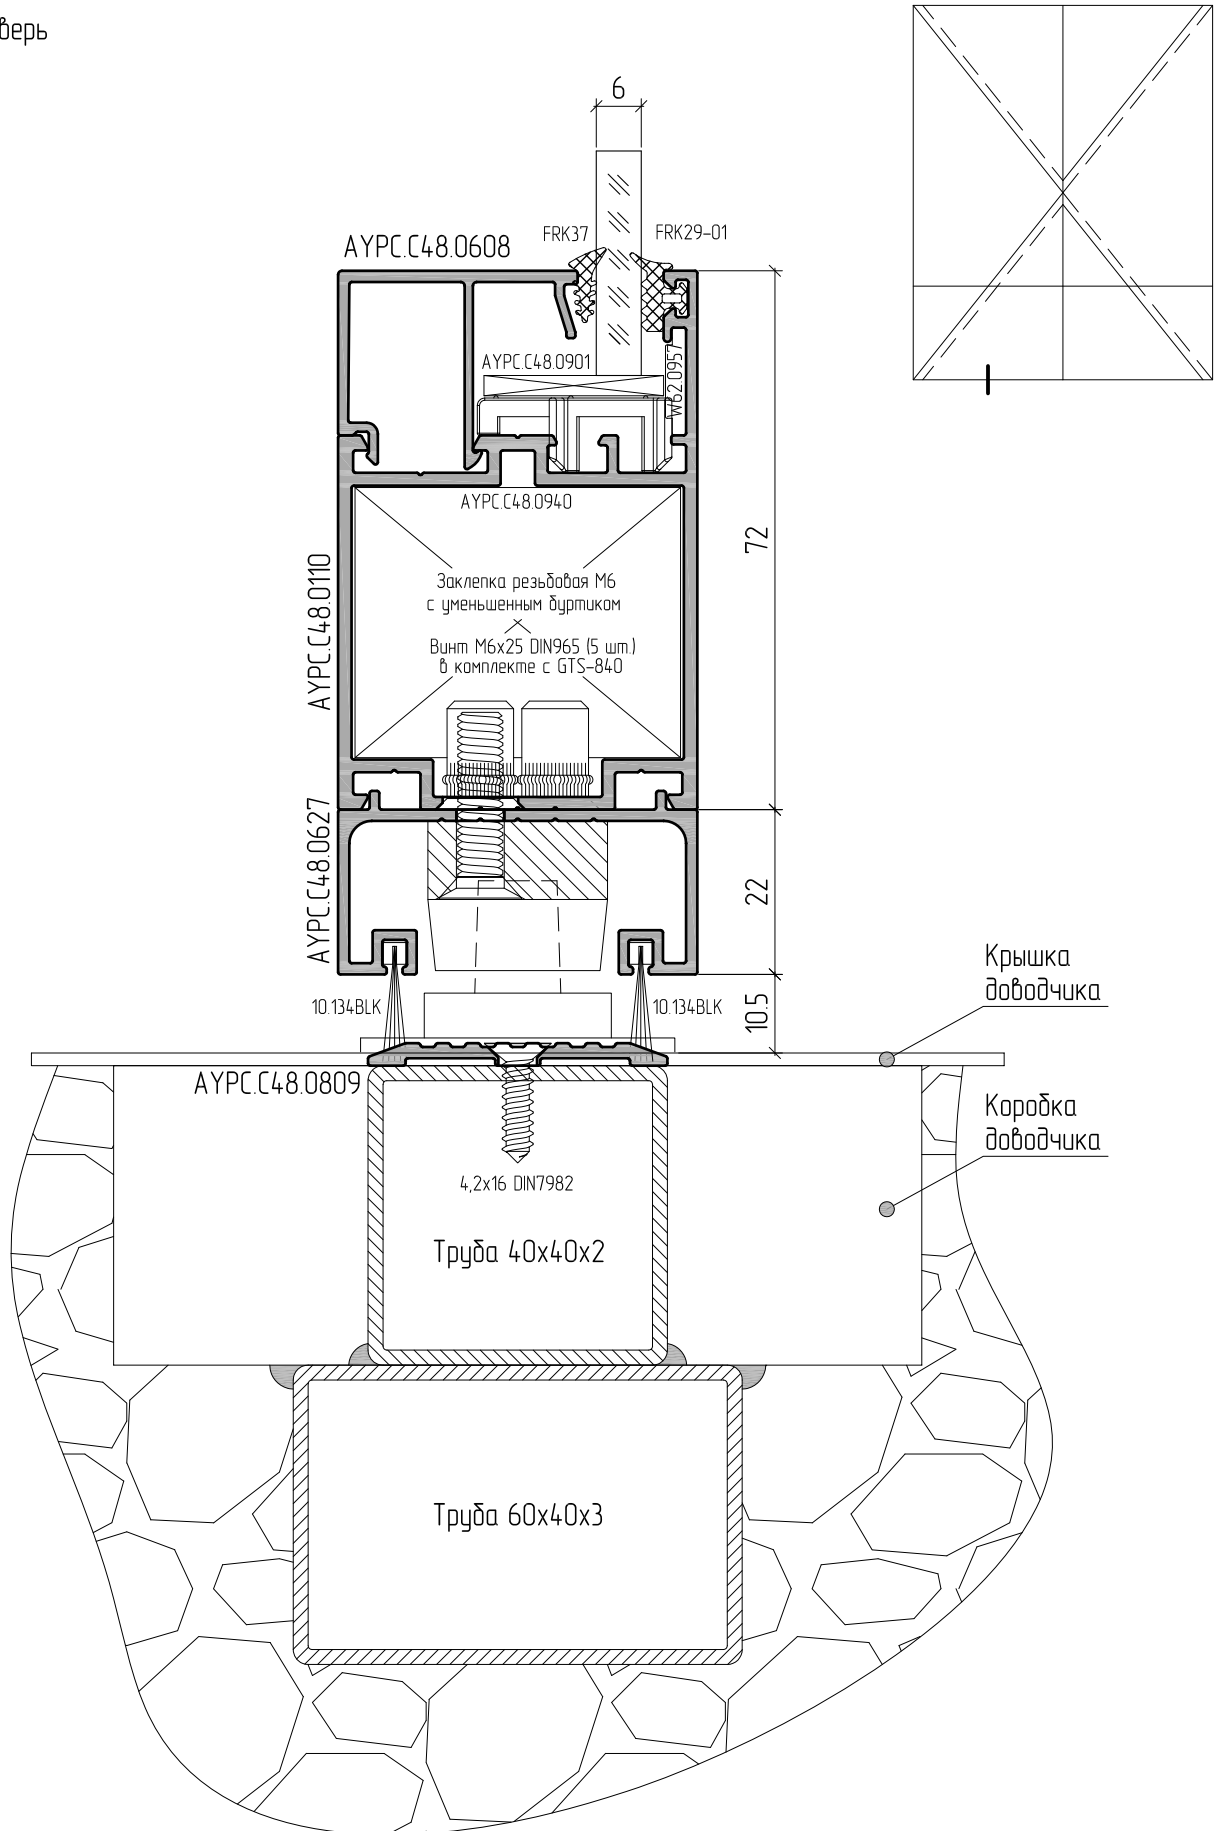 верь
6
FRK37
FRK29-01
AYPC.C48.0608
AYPC.C48.0901
W62.0957
AYPC.C48.0940
72
Заклепка резьбовая М6
с уменьшенным буртиком
AYPC.C48.0110
Винт М6х25 DIN965 (5 шт.)
в комплекте с GTS-840
AYPC.C48.0627
22
10.134BLK
10.134BLK
10.5
Крышка
доводчика
AYPC.C48.0809
Коробка
доводчика
4,2x16 DIN7982
Труба 40х40х2
Труба 60х40х3